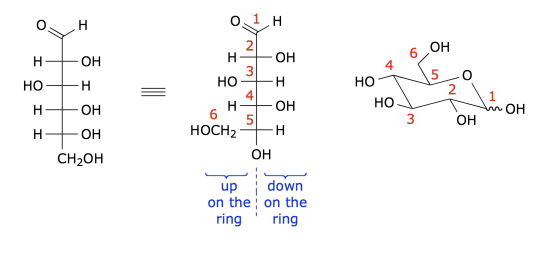 O H
H OH
HO H
H OH
H OH
CH2OH
O 1 H
2
H OH
3
HO H
4
H OH
6 5
HOCH2 H
OH
up
on the
ring
down
on the
ring
6 OH
4 5 O
HO
HO 2 1
3 OH OH